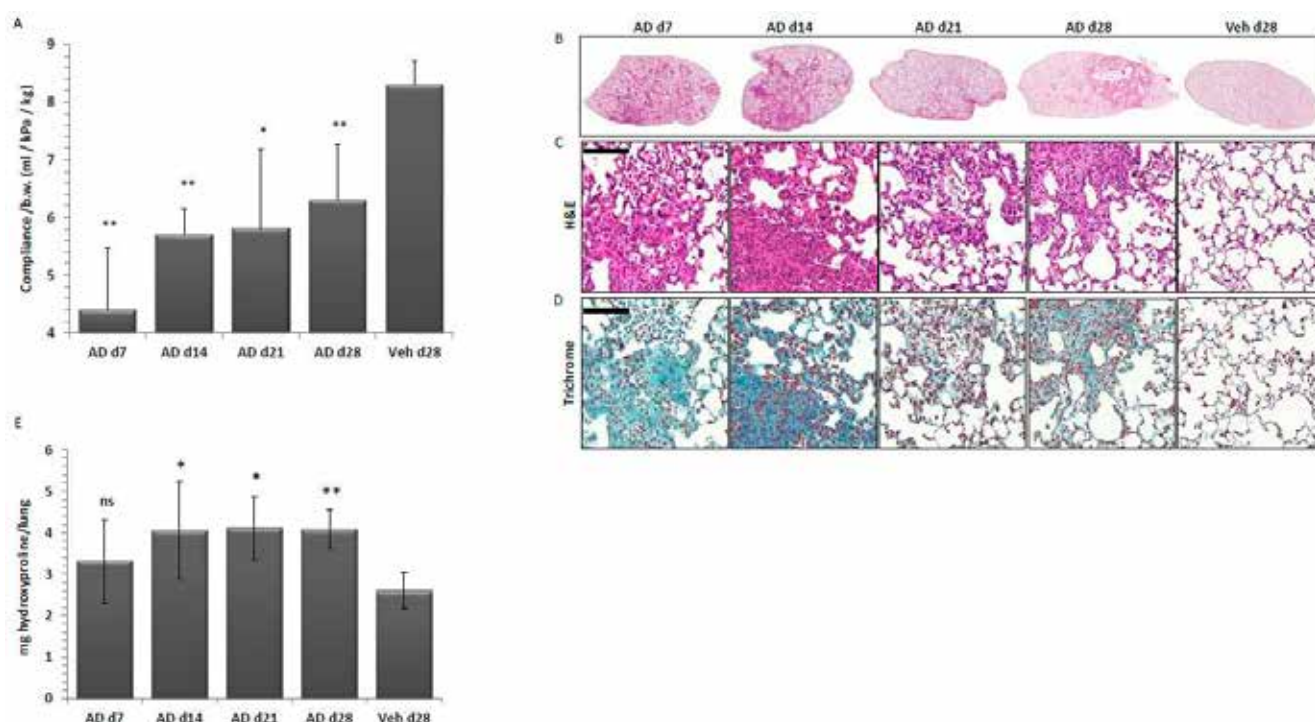 A
Compliance /b.w. (ml / kPa / kg)
9
8
7
6
5
4
**
**
*
**
AD d7
AD d14
AD d21
AD d28
Veh d28
B
AD d7
AD d14
AD d21
AD d28
Veh d28
C
H&E
D
Trichrome
E
mg hydroxyproline/lung
6
5
4
3
2
1
0
ns
*
*
**
AD d7
AD d14
AD d21
AD d28
Veh d28